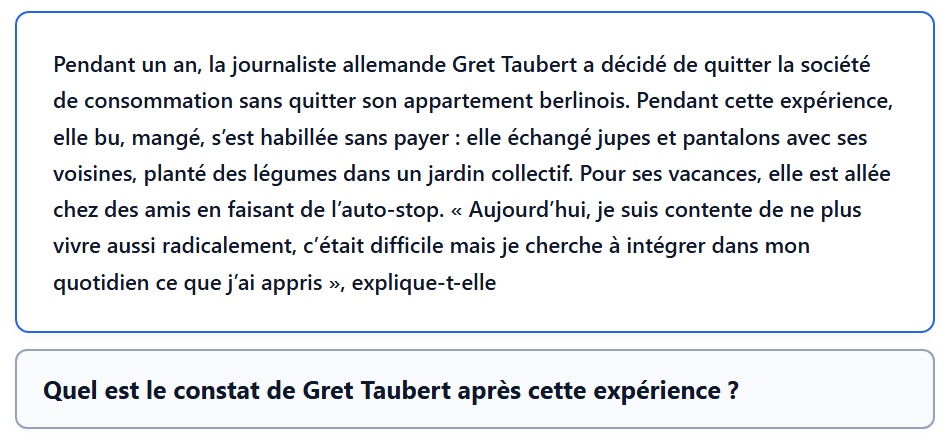 Pendant un an, la journaliste allemande Gret Taubert a décidé de quitter la société
de consommation sans quitter son appartement berlinois. Pendant cette expérience,
elle bu, mangé, s’est habillée sans payer : elle échangé jupes et pantalons avec ses
voisines, planté des légumes dans un jardin collectif. Pour ses vacances, elle est allée
chez des amis en faisant de l’auto-stop. « Aujourd’hui, je suis contente de ne plus
vivre aussi radicalement, c’était difficile mais je cherche à intégrer dans mon
quotidien ce que j’ai appris », explique-t-elle
Quel est le constat de Gret Taubert après cette expérience ?